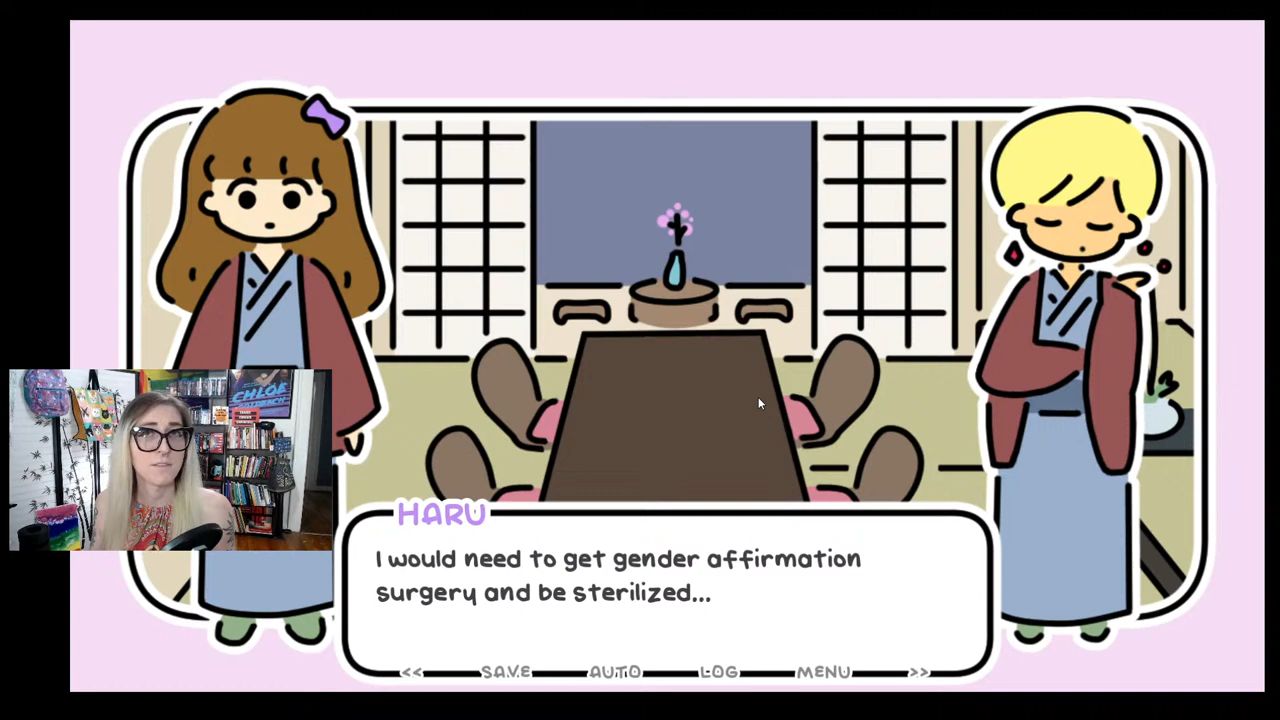 CHLOE
HARU
I would need to get gender affirmation
surgery and be sterilized...
<< SAVE AUTO LOG MENU >>